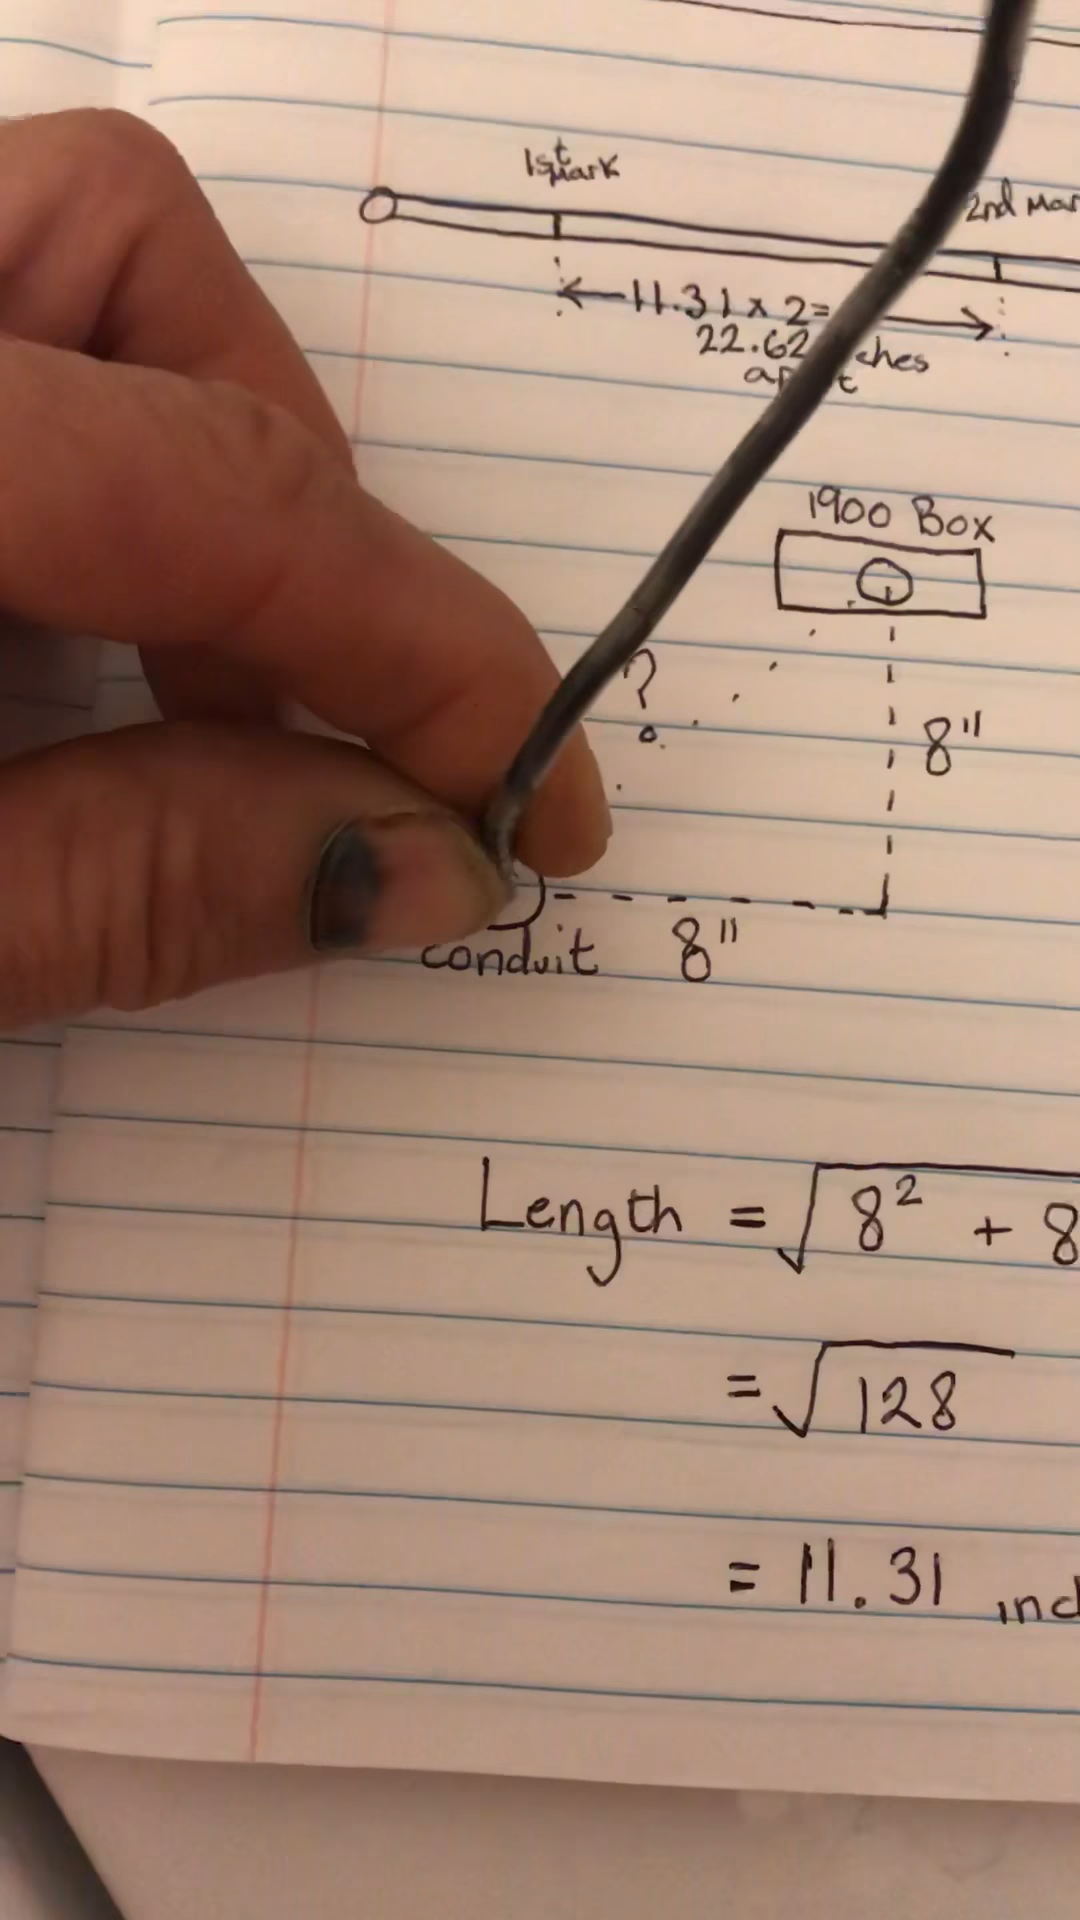 1st Mark
2nd Mar
11.31 x 2=
22.62 ches
1900 Box
?
8"
conduit 8"
Length = √8² + 8
= √128
= 11.31 inc